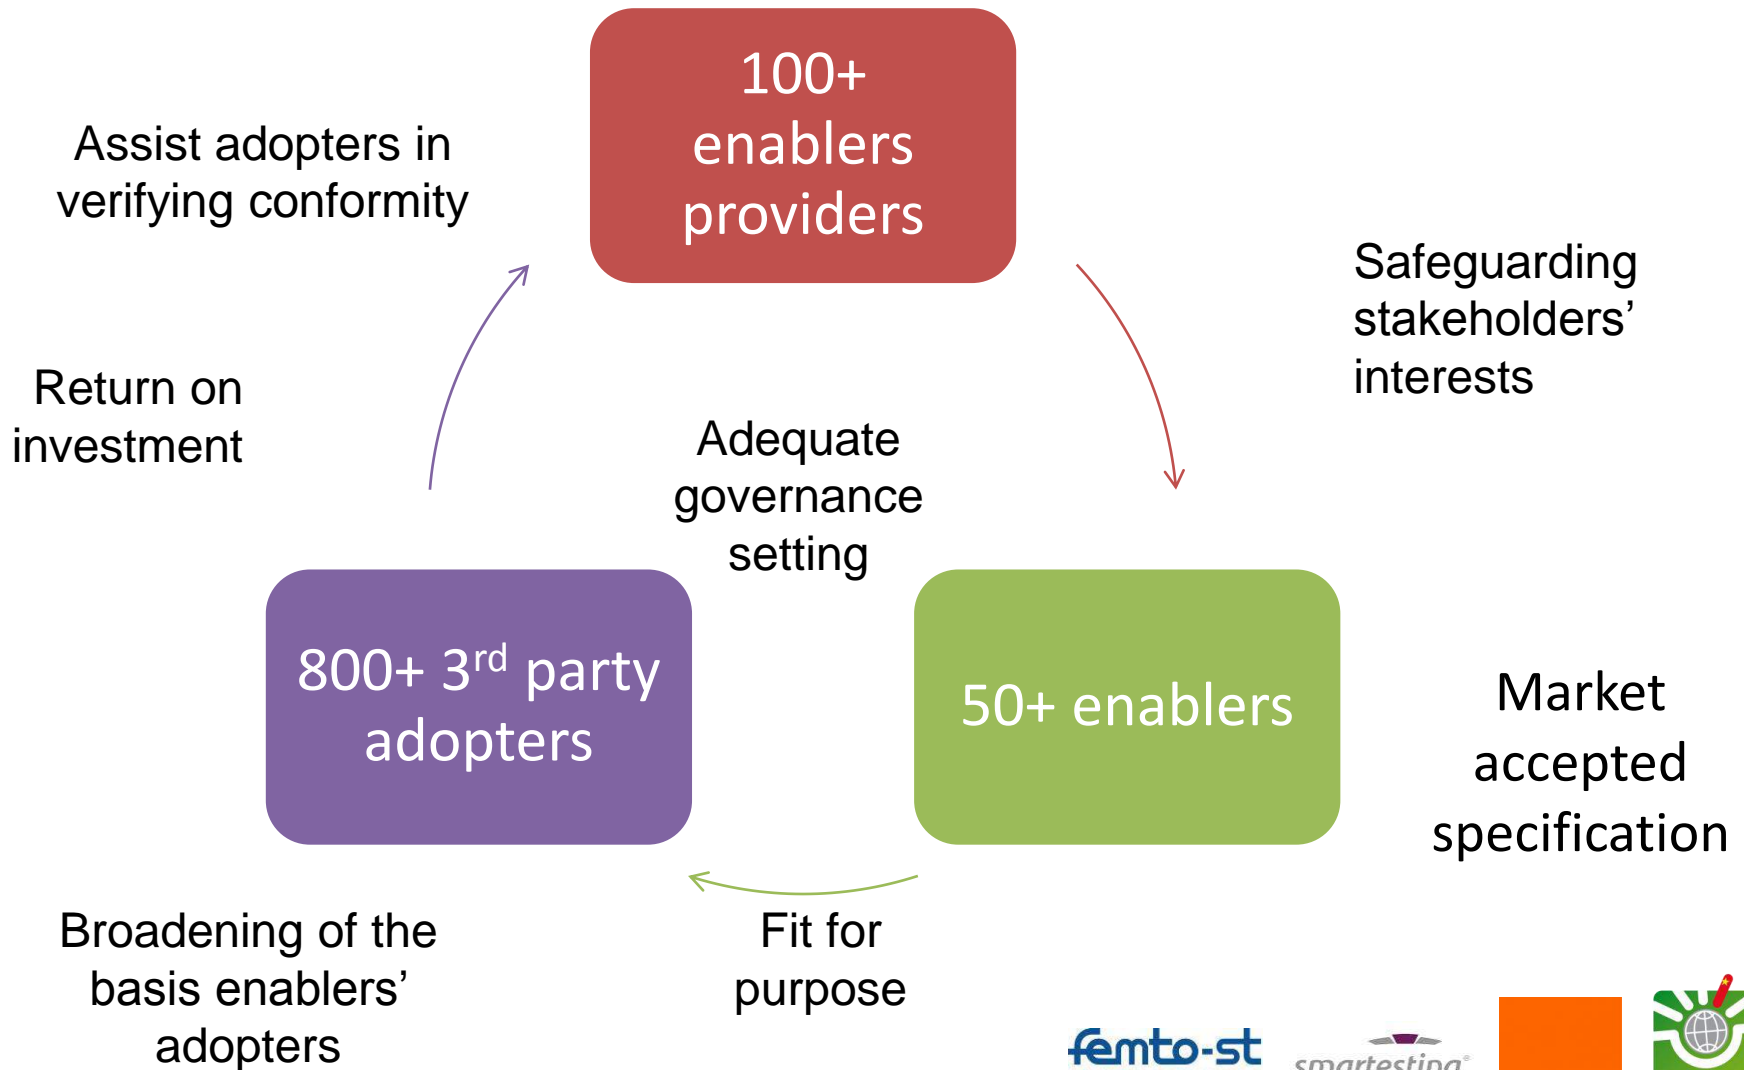 100+
enablers
providers
Assist adopters in
verifying conformity
Safeguarding
stakeholders’
interests
Return on
investment
Adequate
governance
setting
800+ 3rd party
adopters
50+ enablers
Market
accepted
specification
Broadening of the
basis enablers’
adopters
Fit for
purpose
femto-st
smartesting®